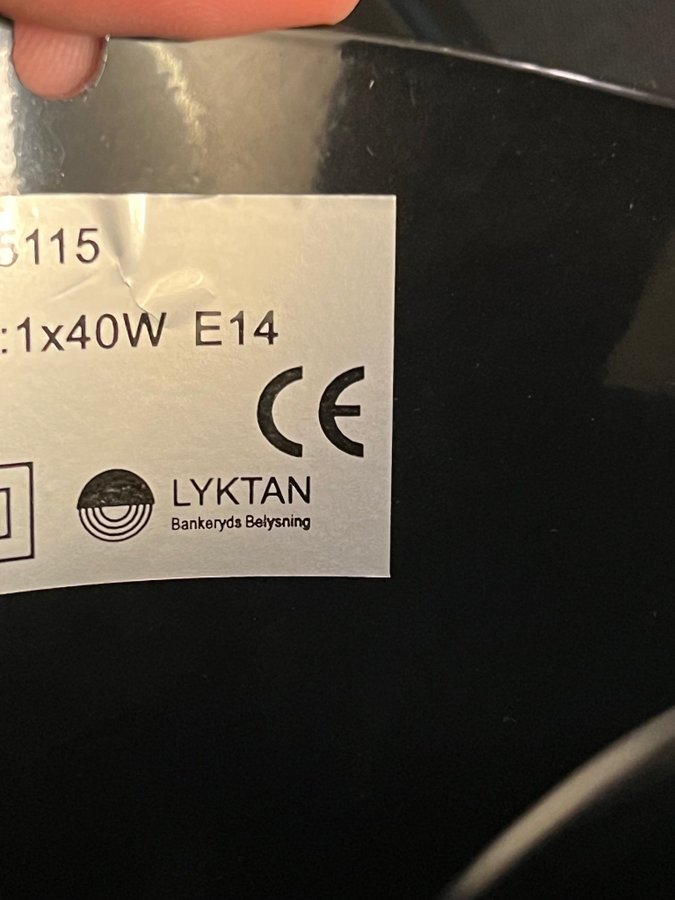 5115
:1x40W E14
CE
LYKTAN
Bankeryds Belysning